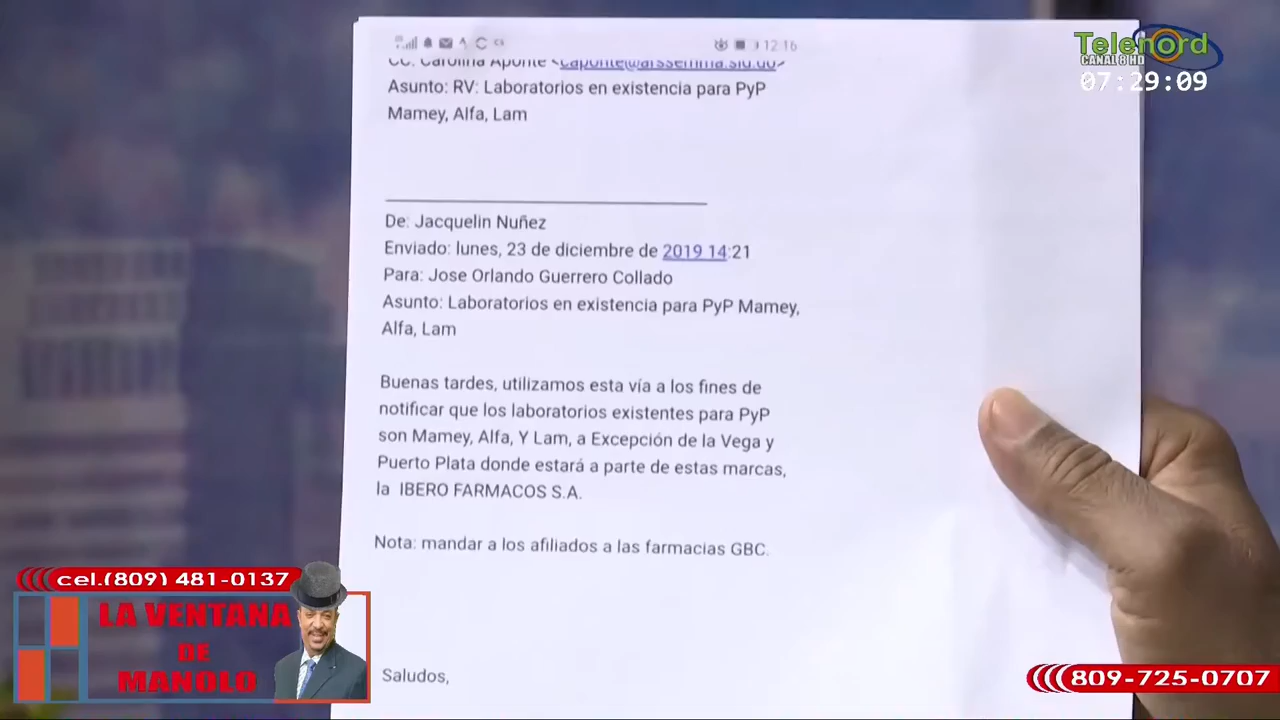 12:16
Telenord
CANAL 8 HD
07:29:09
CC: Carolina Aponte
Asunto: RV: Laboratorios en existencia para PyP
Mamey, Alfa, Lam
De: Jacquelin Nuñez
Enviado: lunes, 23 de diciembre de 2019 14:21
Para: Jose Orlando Guerrero Collado
Asunto: Laboratorios en existencia para PyP Mamey,
Alfa, Lam
Buenas tardes, utilizamos esta vía a los fines de
notificar que los laboratorios existentes para PyP
son Mamey, Alfa, Y Lam, a Excepción de la Vega y
Puerto Plata donde estará a parte de estas marcas,
la IBERO FARMACOS S.A.
Nota: mandar a los afiliados a las farmacias GBC.
Saludos,
cel.(809) 481-0137
LA VENTANA
DE
MANOLO
809-725-0707